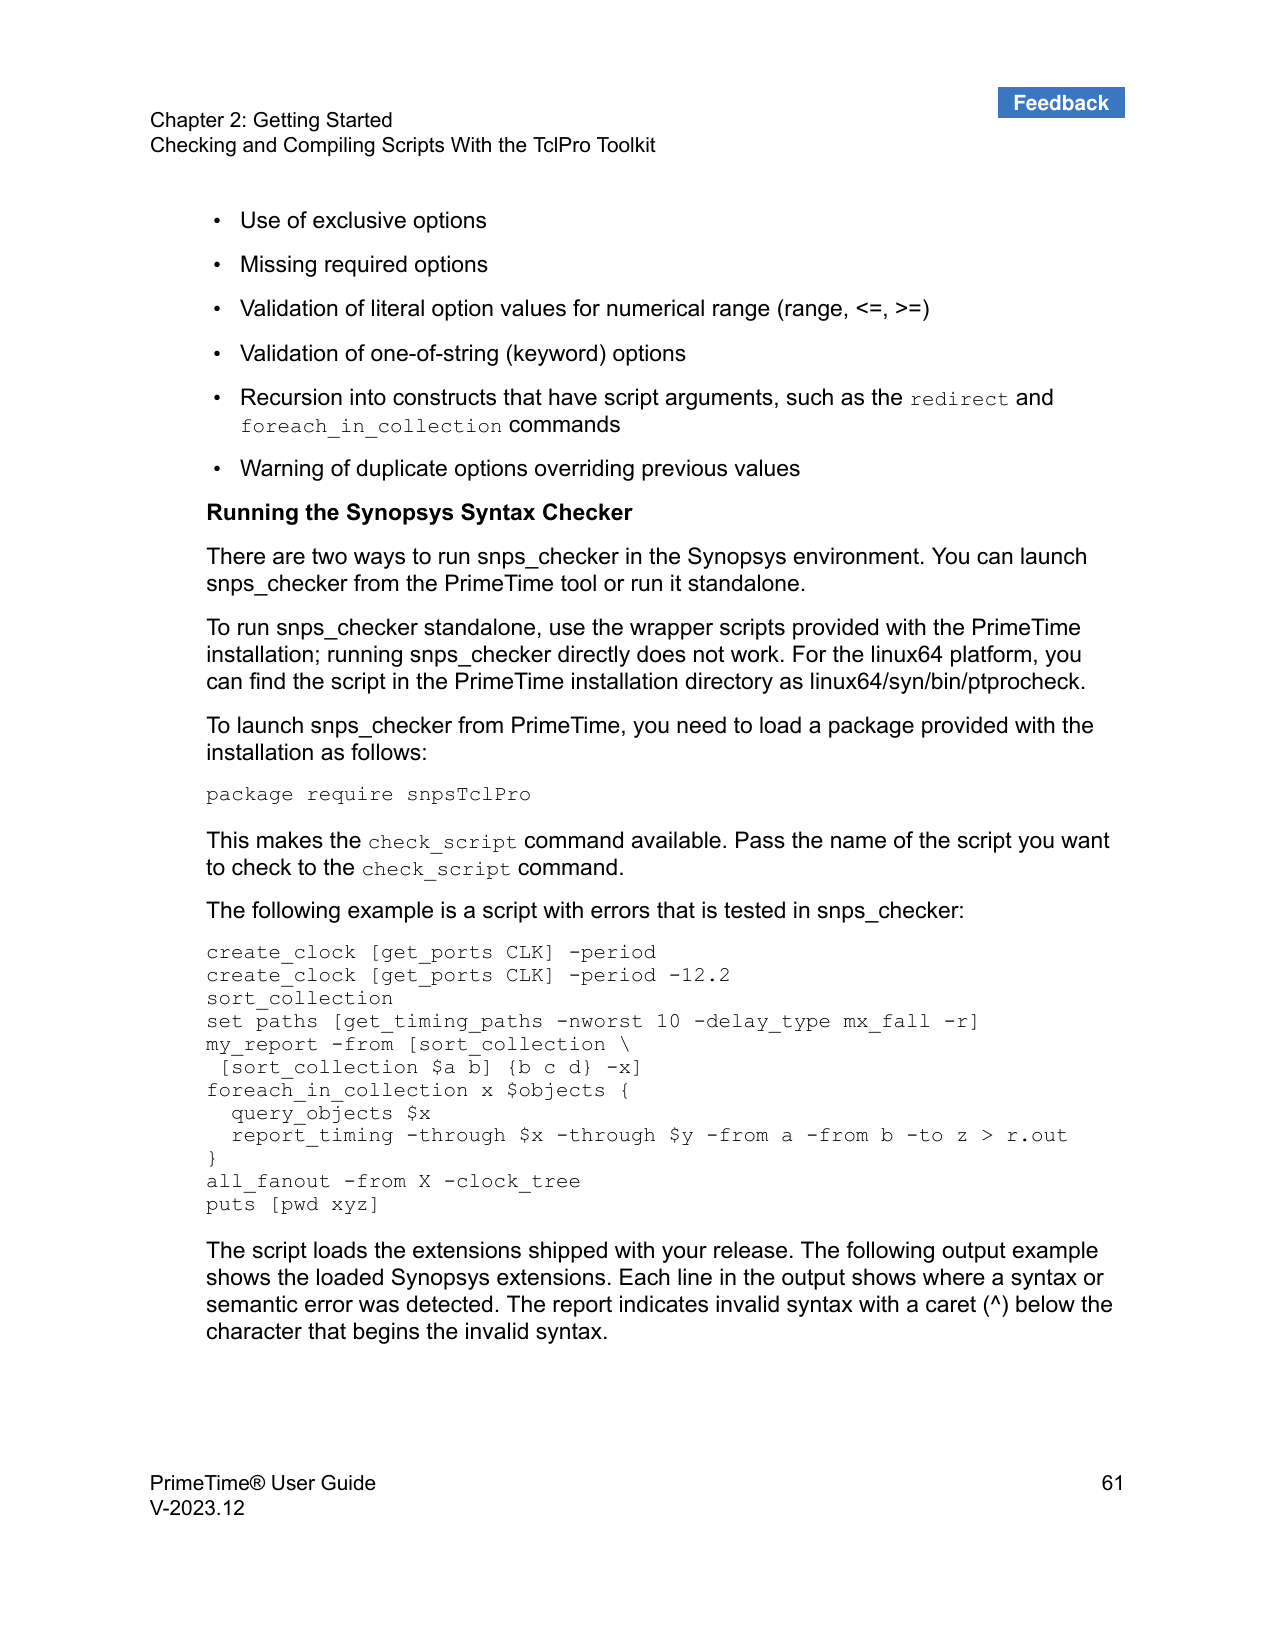 Feedback
Chapter 2: Getting Started
Checking and Compiling Scripts With the TclPro Toolkit
• Use of exclusive options
• Missing required options
• Validation of literal option values for numerical range (range, <=, >=)
• Validation of one-of-string (keyword) options
• Recursion into constructs that have script arguments, such as the redirect and
foreach_in_collection commands
• Warning of duplicate options overriding previous values
Running the Synopsys Syntax Checker
There are two ways to run snps_checker in the Synopsys environment. You can launch
snps_checker from the PrimeTime tool or run it standalone.
To run snps_checker standalone, use the wrapper scripts provided with the PrimeTime
installation; running snps_checker directly does not work. For the linux64 platform, you
can find the script in the PrimeTime installation directory as linux64/syn/bin/ptprocheck.
To launch snps_checker from PrimeTime, you need to load a package provided with the
installation as follows:
package require snpsTclPro
This makes the check_script command available. Pass the name of the script you want
to check to the check_script command.
The following example is a script with errors that is tested in snps_checker:
create_clock [get_ports CLK] -period
create_clock [get_ports CLK] -period -12.2
sort_collection
set paths [get_timing_paths -nworst 10 -delay_type mx_fall -r]
my_report -from [sort_collection \
 [sort_collection $a b] {b c d} -x]
foreach_in_collection x $objects {
  query_objects $x
  report_timing -through $x -through $y -from a -from b -to z > r.out
}
all_fanout -from X -clock_tree
puts [pwd xyz]
The script loads the extensions shipped with your release. The following output example
shows the loaded Synopsys extensions. Each line in the output shows where a syntax or
semantic error was detected. The report indicates invalid syntax with a caret (^) below the
character that begins the invalid syntax.
PrimeTime® User Guide
61
V-2023.12